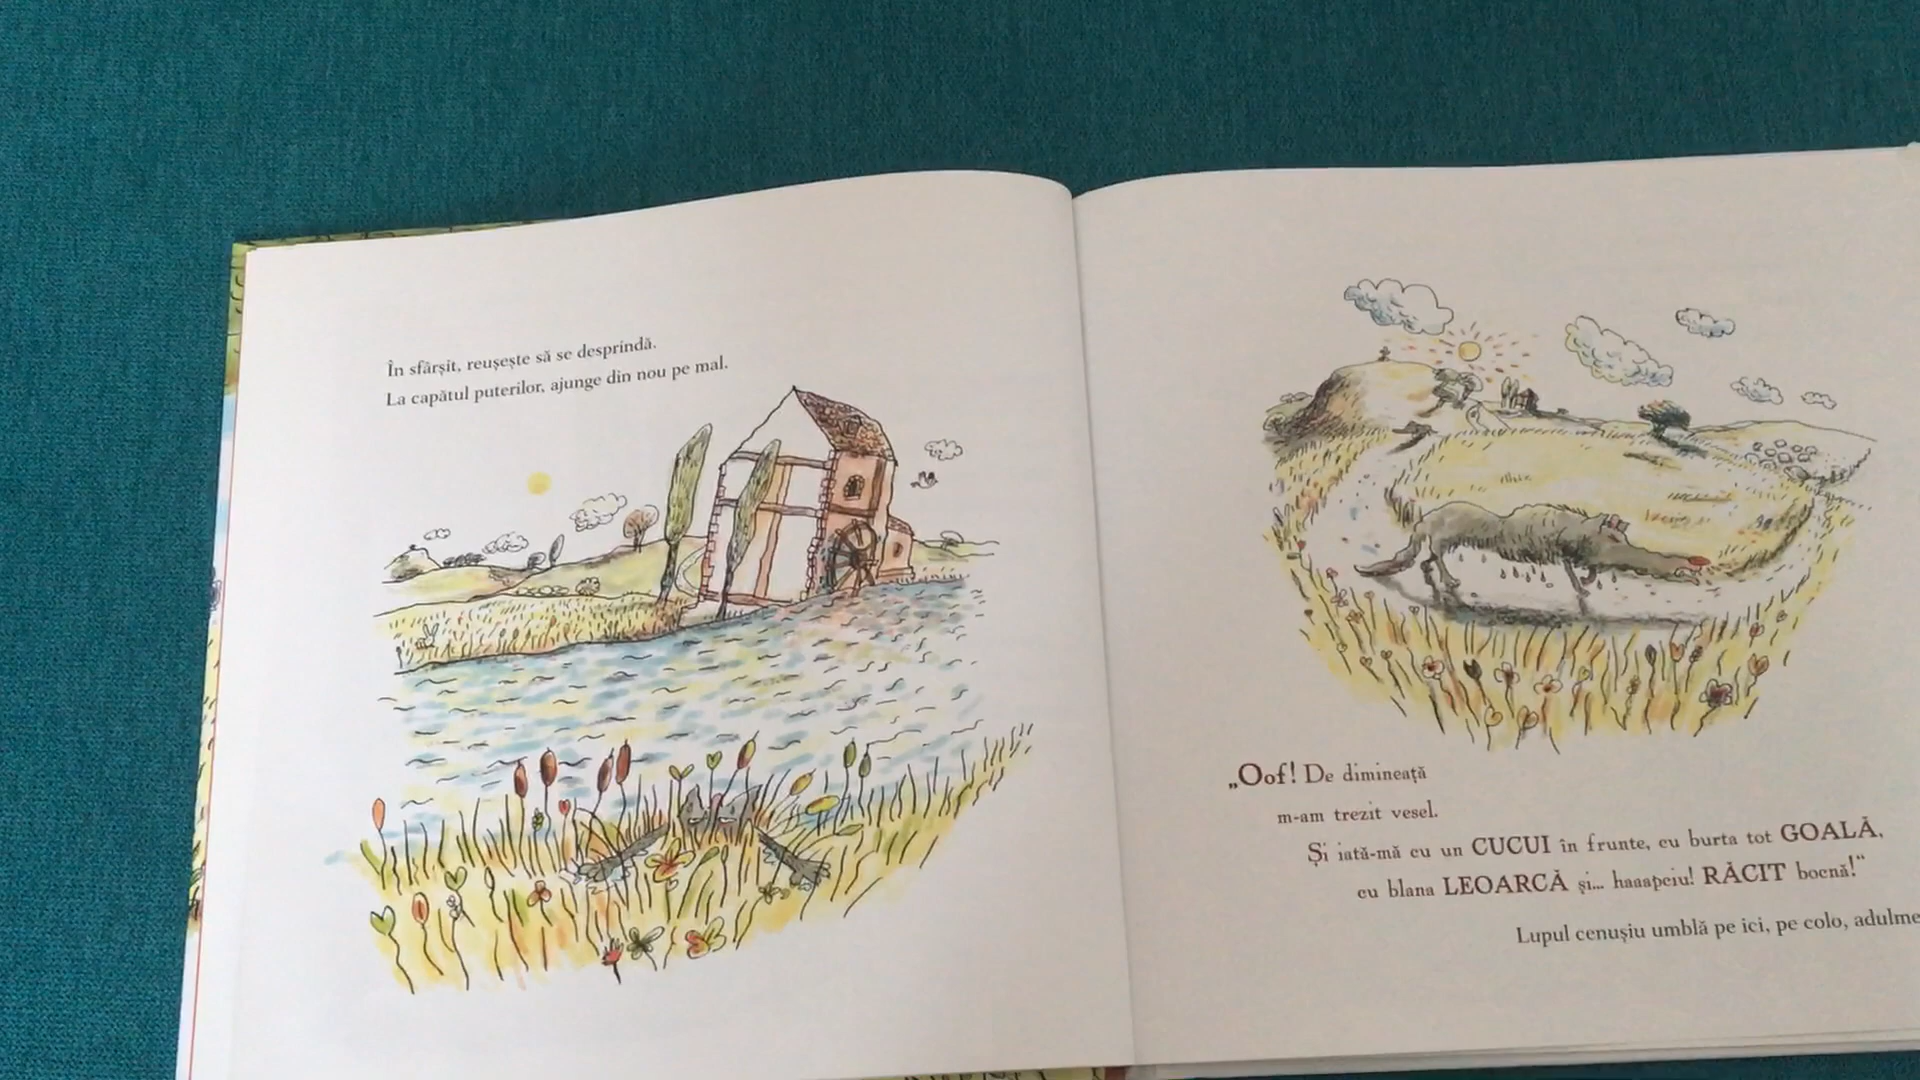 În sfârșit, reușește să se desprindă.
La capătul puterilor, ajunge din nou pe mal.
„Oof! De dimineață
m-am trezit vesel.
Și iată-mă cu un CUCUI în frunte, cu burta tot GOALĂ,
cu blana LEOARCĂ și... haaapciu! RĂCIT bocnă!“
Lupul cenușiu umblă pe ici, pe colo,